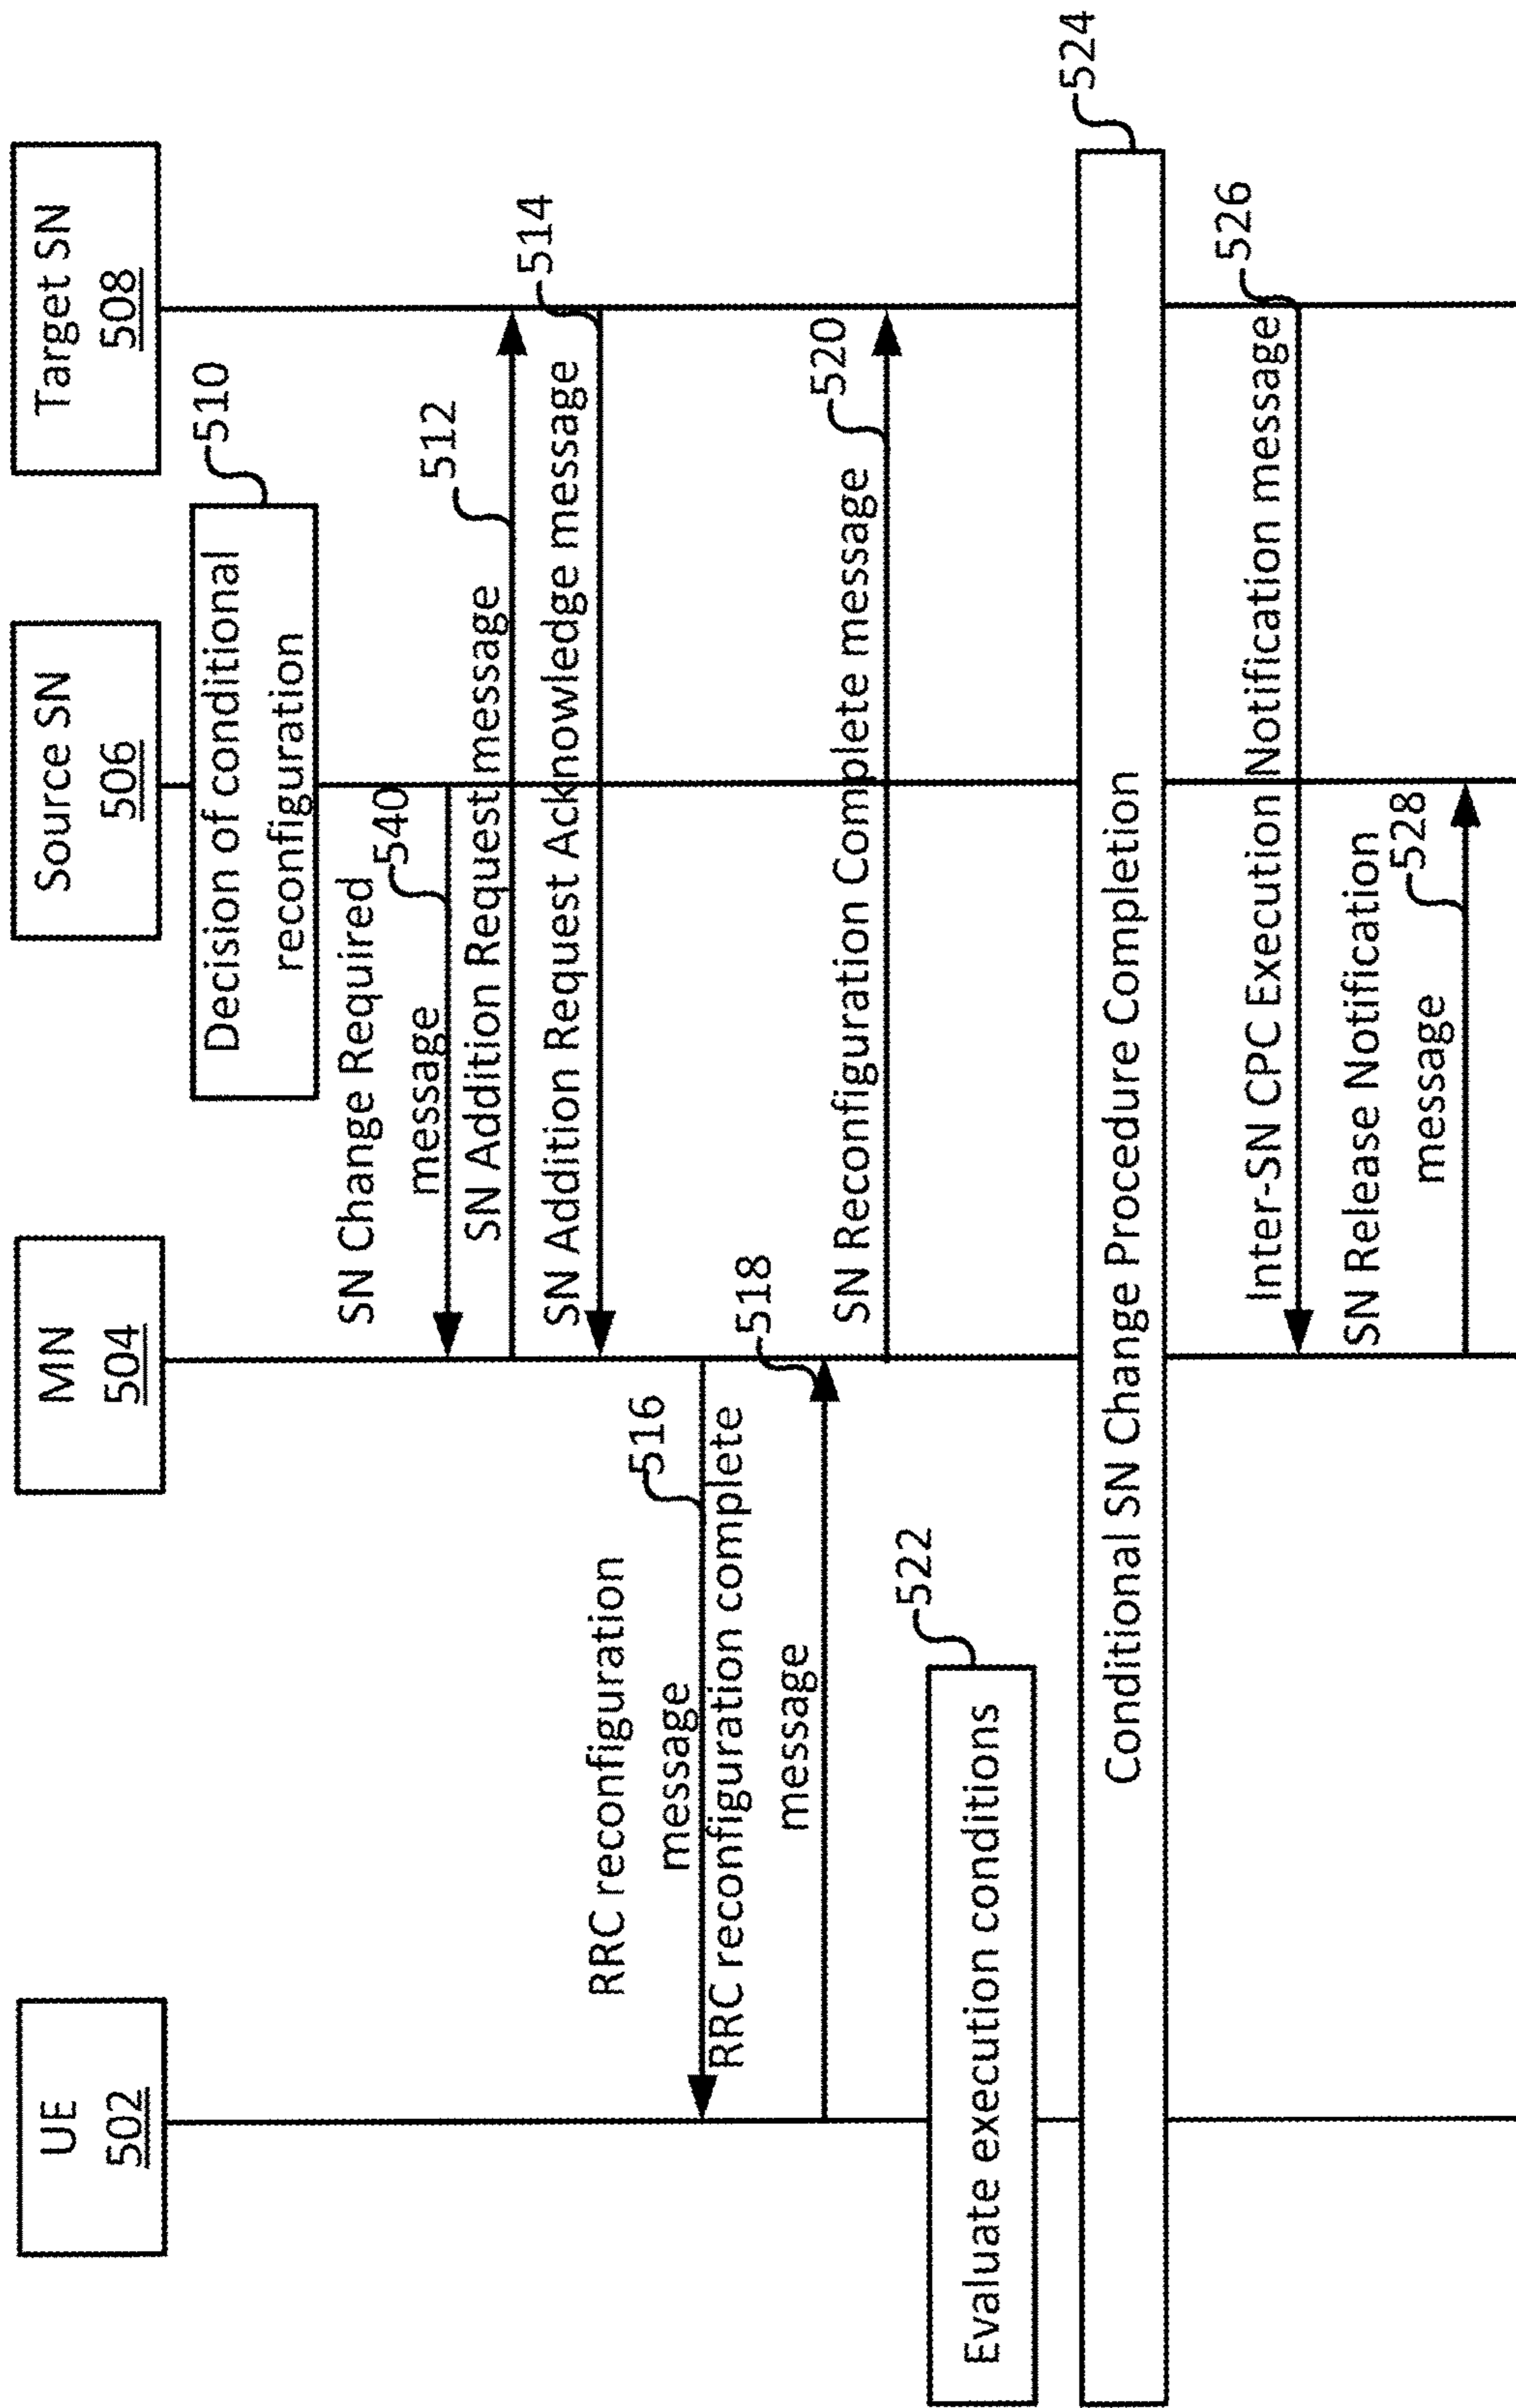 UE
502
MN
504
Source SN
506
Target SN
508
Decision of conditional
reconfiguration
510
SN Change Required
message
540
SN Addition Request message
512
SN Addition Request Acknowledge message
514
RRC reconfiguration
message
516
RRC reconfiguration complete
message
518
SN Reconfiguration Complete message
520
Evaluate execution conditions
522
Conditional SN Change Procedure Completion
524
Inter-SN CPC Execution Notification message
526
SN Release Notification
message
528